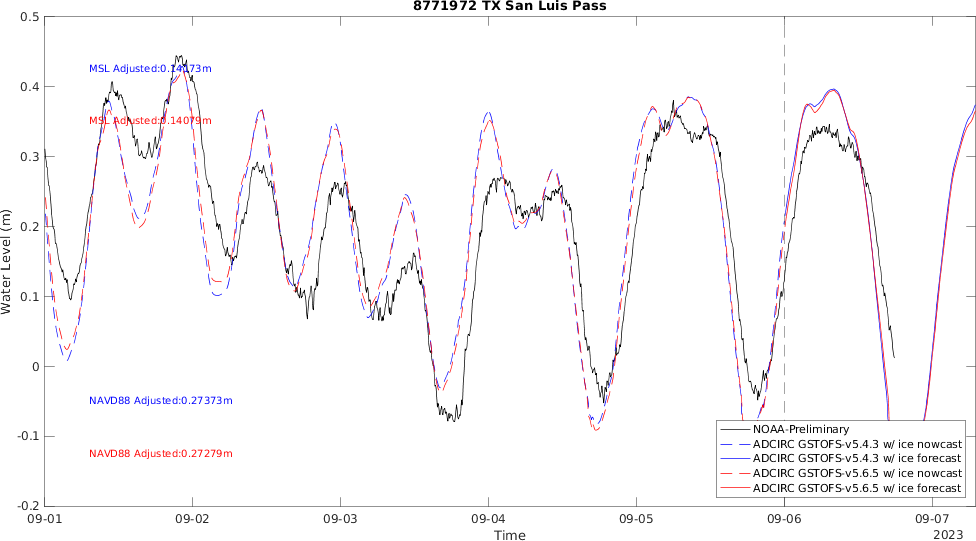 8771972 TX San Luis Pass
0.5
0.4
0.3
0.2
0.1
0
-0.1
-0.2
Water Level (m)
MSL Adjusted:0.14173m
MSL Adjusted:0.14079m
NAVD88 Adjusted:0.27373m
NAVD88 Adjusted:0.27279m
NOAA-Preliminary
ADCIRC GSTOFS-v5.4.3 w/ ice nowcast
ADCIRC GSTOFS-v5.4.3 w/ ice forecast
ADCIRC GSTOFS-v5.6.5 w/ ice nowcast
ADCIRC GSTOFS-v5.6.5 w/ ice forecast
09-01 09-02 09-03 09-04 09-05 09-06 09-07
Time
2023